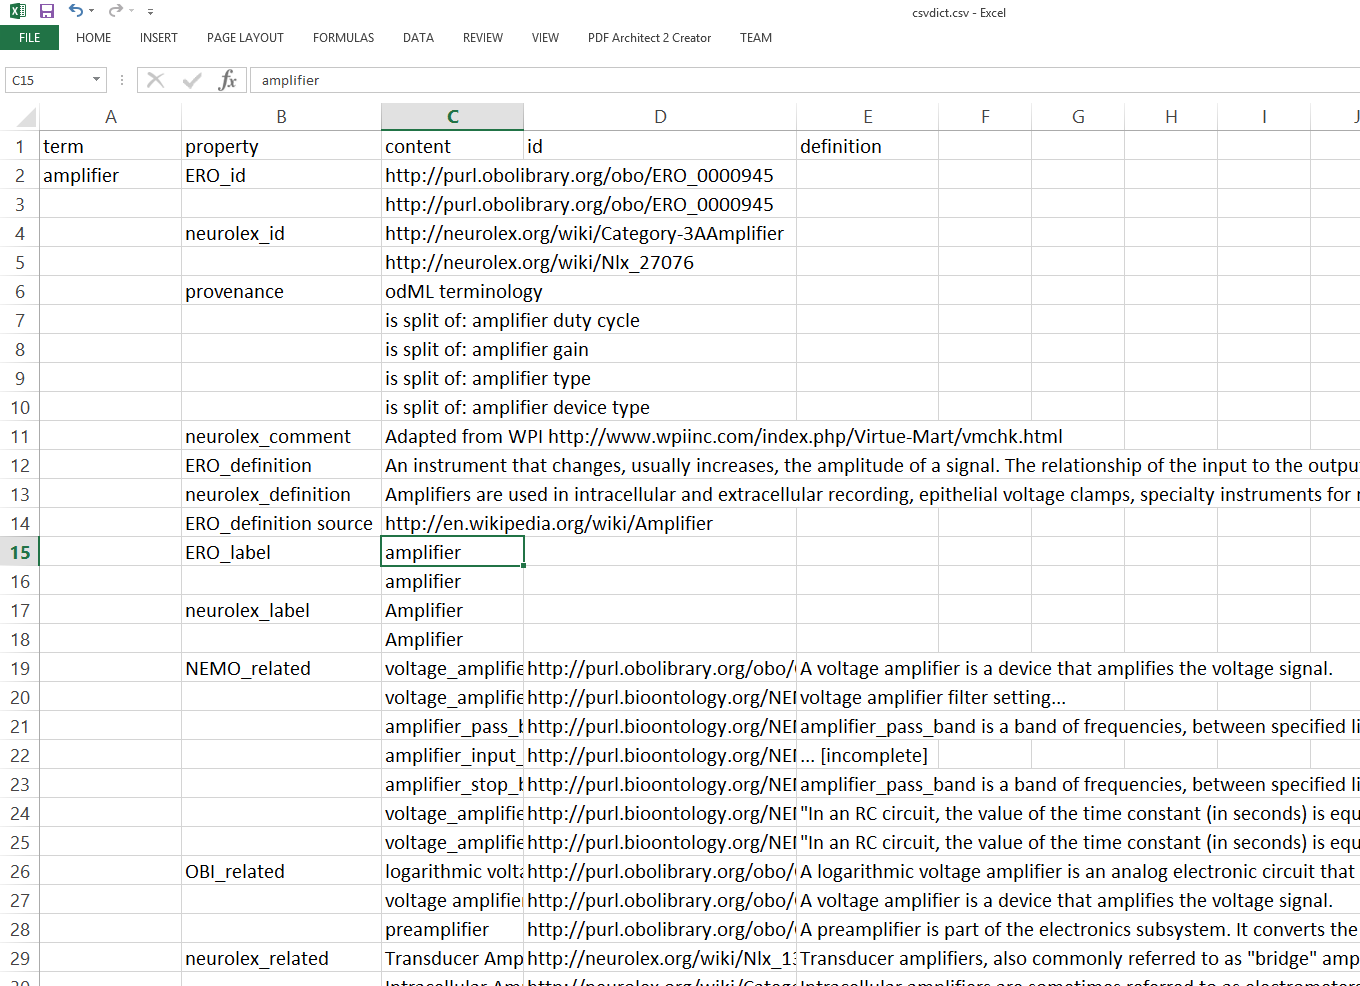 csvdict.csv - Excel
FILE HOME INSERT PAGE LAYOUT FORMULAS DATA REVIEW VIEW PDF Architect 2 Creator TEAM
C15 fx amplifier
A B C D E F G H I J
1 term property content id definition
2 amplifier ERO_id http://purl.obolibrary.org/obo/ERO_0000945
3 http://purl.obolibrary.org/obo/ERO_0000945
4 neurolex_id http://neurolex.org/wiki/Category-3AAmplifier
5 http://neurolex.org/wiki/Nlx_27076
6 provenance odML terminology
7 is split of: amplifier duty cycle
8 is split of: amplifier gain
9 is split of: amplifier type
10 is split of: amplifier device type
11 neurolex_comment Adapted from WPI http://www.wpiinc.com/index.php/Virtue-Mart/vmchk.html
12 ERO_definition An instrument that changes, usually increases, the amplitude of a signal. The relationship of the input to the outpu
13 neurolex_definition Amplifiers are used in intracellular and extracellular recording, epithelial voltage clamps, specialty instruments for
14 ERO_definition source http://en.wikipedia.org/wiki/Amplifier
15 ERO_label amplifier
16 amplifier
17 neurolex_label Amplifier
18 Amplifier
19 NEMO_related voltage_amplifie http://purl.obolibrary.org/obo/ A voltage amplifier is a device that amplifies the voltage signal.
20 voltage_amplifie http://purl.bioontology.org/NE voltage amplifier filter setting...
21 amplifier_pass_ http://purl.bioontology.org/NE amplifier_pass_band is a band of frequencies, between specified li
22 amplifier_input_ http://purl.bioontology.org/NE ... [incomplete]
23 amplifier_stop_ http://purl.bioontology.org/NE amplifier_pass_band is a band of frequencies, between specified li
24 voltage_amplifie http://purl.bioontology.org/NE "In an RC circuit, the value of the time constant (in seconds) is equ
25 voltage_amplifie http://purl.bioontology.org/NE "In an RC circuit, the value of the time constant (in seconds) is equ
26 OBI_related logarithmic volt http://purl.obolibrary.org/obo/ A logarithmic voltage amplifier is an analog electronic circuit that
27 voltage amplifie http://purl.obolibrary.org/obo/ A voltage amplifier is a device that amplifies the voltage signal.
28 preamplifier http://purl.obolibrary.org/obo/ A preamplifier is part of the electronics subsystem. It converts the
29 neurolex_related Transducer Amp http://neurolex.org/wiki/Nlx_1 Transducer amplifiers, also commonly referred to as "bridge" amp